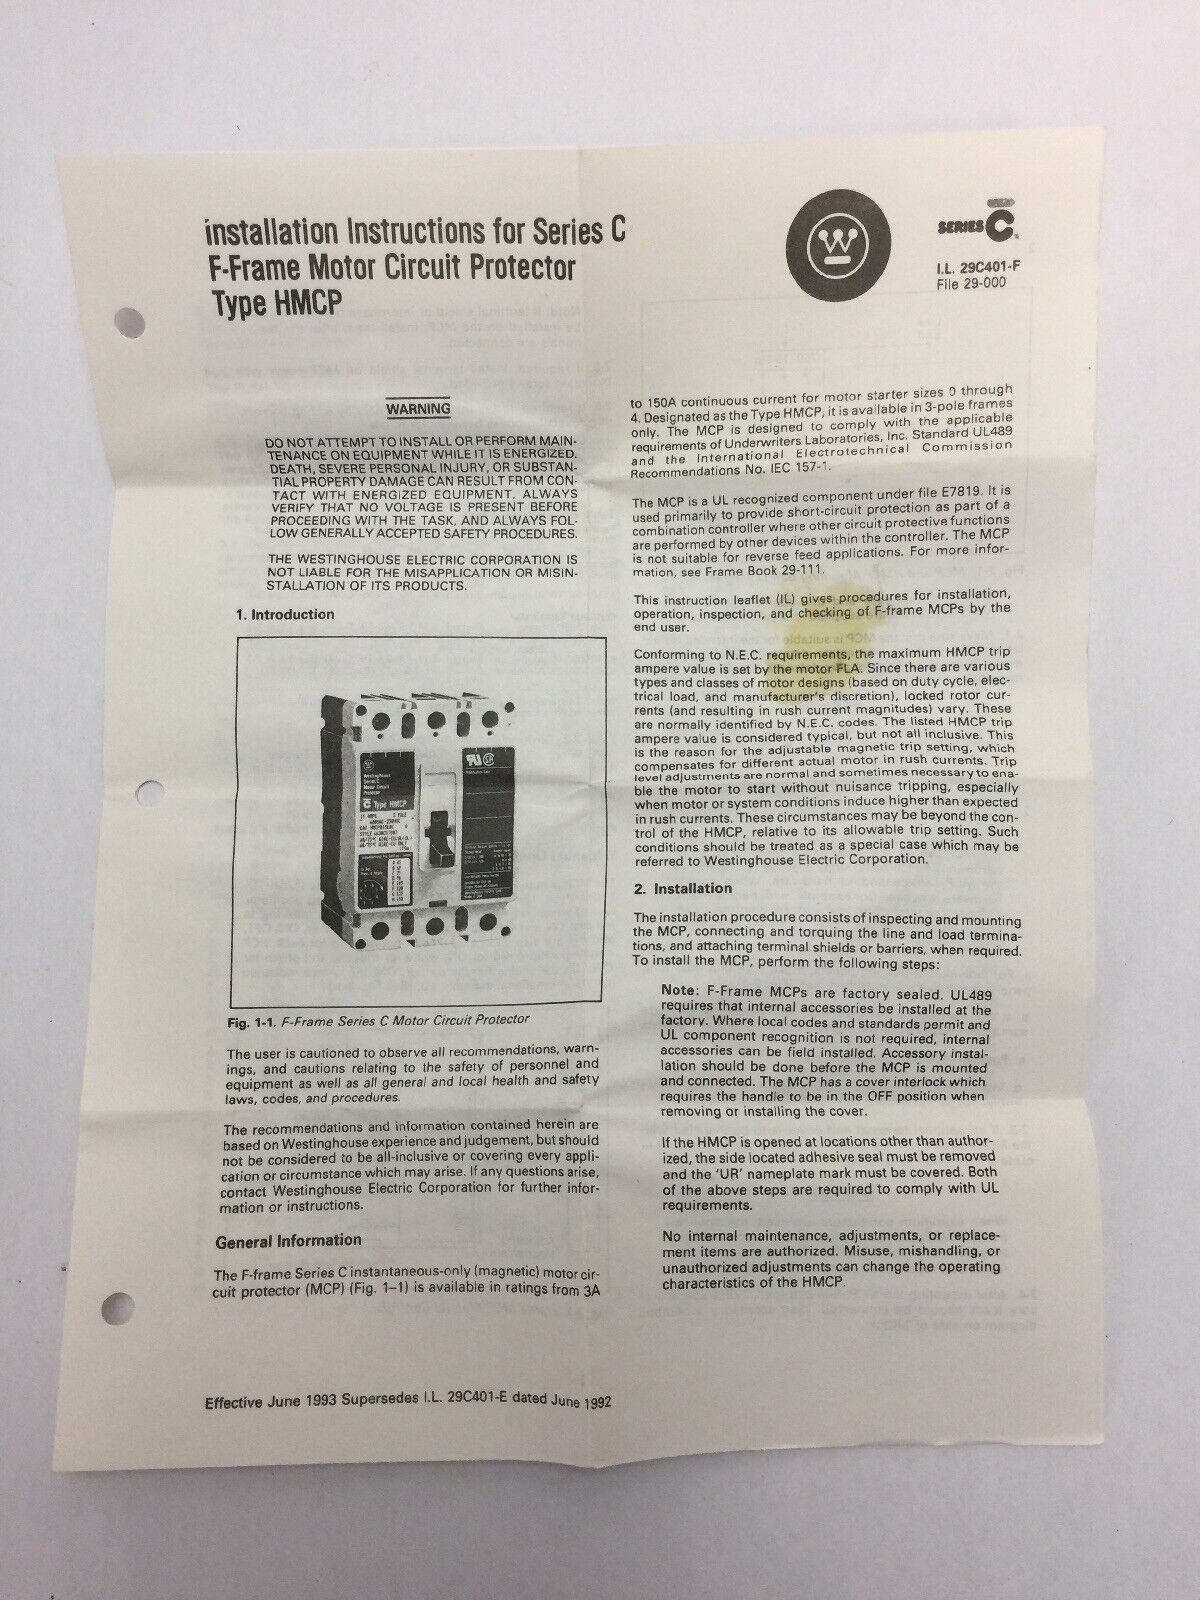 Installation Instructions for Series C
F-Frame Motor Circuit Protector
Type HMCP
W
SERIES C
I.L. 29C401-F
File 29-000
WARNING
DO NOT ATTEMPT TO INSTALL OR PERFORM MAIN-
TENANCE ON EQUIPMENT WHILE IT IS ENERGIZED.
DEATH, SEVERE PERSONAL INJURY, OR SUBSTAN-
TIAL PROPERTY DAMAGE CAN RESULT FROM CON-
TACT WITH ENERGIZED EQUIPMENT. ALWAYS
VERIFY THAT NO VOLTAGE IS PRESENT BEFORE
PROCEEDING WITH THE TASK, AND ALWAYS FOL-
LOW GENERALLY ACCEPTED SAFETY PROCEDURES.
THE WESTINGHOUSE ELECTRIC CORPORATION IS
NOT LIABLE FOR THE MISAPPLICATION OR MISIN-
STALLATION OF ITS PRODUCTS.
1. Introduction
Westinghouse
Series C
Motor Circuit
Protector
C Type HMCP
Fig. 1-1. F-Frame Series C Motor Circuit Protector
The user is cautioned to observe all recommendations, warn-
ings, and cautions relating to the safety of personnel and
equipment as well as all general and local health and safety
laws, codes, and procedures.
The recommendations and information contained herein are
based on Westinghouse experience and judgement, but should
not be considered to be all-inclusive or covering every appli-
cation or circumstance which may arise. If any questions arise,
contact Westinghouse Electric Corporation for further infor-
mation or instructions.
General Information
The F-frame Series C instantaneous-only (magnetic) motor cir-
cuit protector (MCP) (Fig. 1–1) is available in ratings from 3A
to 150A continuous current for motor starter sizes 0 through
4. Designated as the Type HMCP, it is available in 3-pole frames
only. The MCP is designed to comply with the applicable
requirements of Underwriters Laboratories, Inc. Standard UL489
and the International Electrotechnical Commission
Recommendations No. IEC 157-1.
The MCP is a UL recognized component under file E7819. It is
used primarily to provide short-circuit protection as part of a
combination controller where other circuit protective functions
are performed by other devices within the controller. The MCP
is not suitable for reverse feed applications. For more infor-
mation, see Frame Book 29-111.
This instruction leaflet (IL) gives procedures for installation,
operation, inspection, and checking of F-frame MCPs by the
end user.
Conforming to N.E.C. requirements, the maximum HMCP trip
ampere value is set by the motor FLA. Since there are various
types and classes of motor designs (based on duty cycle, elec-
trical load, and manufacturer's discretion), locked rotor cur-
rents (and resulting in rush current magnitudes) vary. These
are normally identified by N.E.C. codes. The listed HMCP trip
ampere value is considered typical, but not all inclusive. This
is the reason for the adjustable magnetic trip setting, which
compensates for different actual motor in rush currents. Trip
level adjustments are normal and sometimes necessary to ena-
ble the motor to start without nuisance tripping, especially
when motor or system conditions induce higher than expected
in rush currents. These circumstances may be beyond the con-
trol of the HMCP, relative to its allowable trip setting. Such
conditions should be treated as a special case which may be
referred to Westinghouse Electric Corporation.
2. Installation
The installation procedure consists of inspecting and mounting
the MCP, connecting and torquing the line and load termina-
tions, and attaching terminal shields or barriers, when required.
To install the MCP, perform the following steps:
Note: F-Frame MCPs are factory sealed. UL489
requires that internal accessories be installed at the
factory. Where local codes and standards permit and
UL component recognition is not required, internal
accessories can be field installed. Accessory instal-
lation should be done before the MCP is mounted
and connected. The MCP has a cover interlock which
requires the handle to be in the OFF position when
removing or installing the cover.
If the HMCP is opened at locations other than author-
ized, the side located adhesive seal must be removed
and the 'UR' nameplate mark must be covered. Both
of the above steps are required to comply with UL
requirements.
No internal maintenance, adjustments, or replace-
ment items are authorized. Misuse, mishandling, or
unauthorized adjustments can change the operating
characteristics of the HMCP.
Effective June 1993 Supersedes I.L. 29C401-E dated June 1992